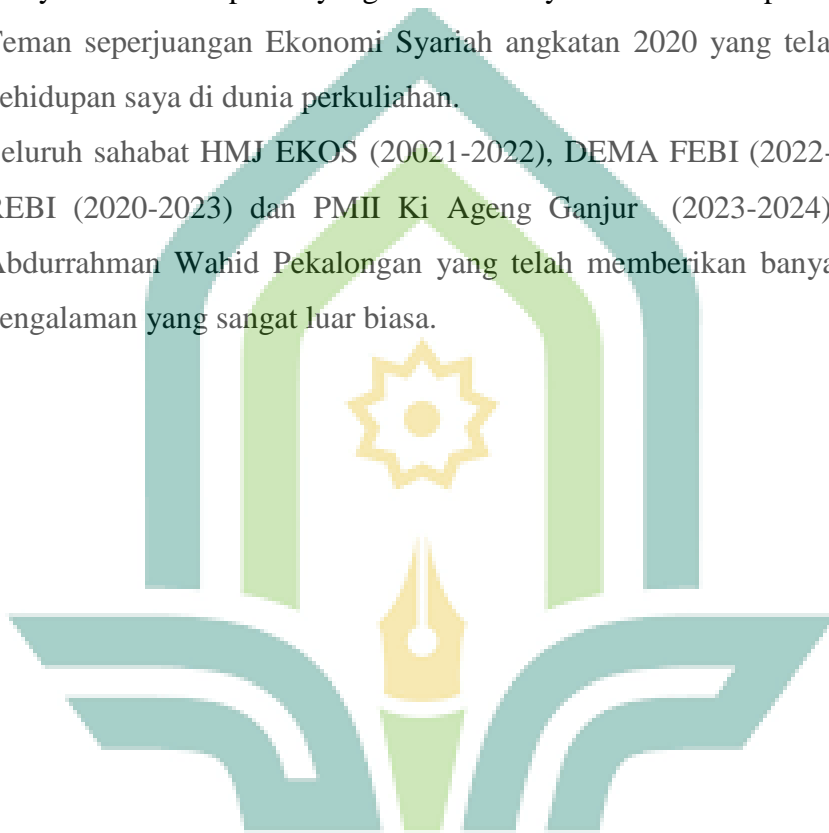 Teman seperjuangan Ekonomi Syariah angkatan 2020 yang tela
kehidupan saya di dunia perkuliahan.
eluruh sahabat HMJ EKOS (20021-2022), DEMA FEBI (2022-
REBI (2020-2023) dan PMII Ki Ageng Ganjur (2023-2024)
Abdurrahman Wahid Pekalongan yang telah memberikan banya
engalaman yang sangat luar biasa.